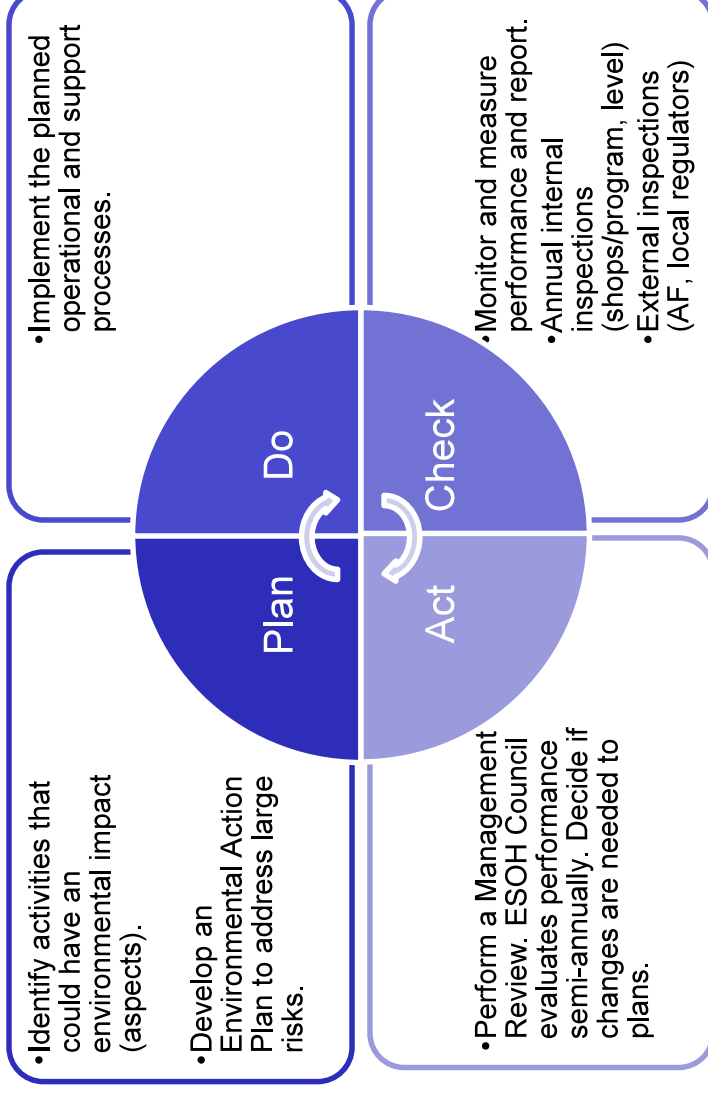 •Identify activities that
could have an
environmental impact
(aspects).
•Develop an
Environmental Action
Plan to address large
risks.
•Implement the planned
operational and support
processes.
Plan
Do
Act
Check
•Perform a Management
Review. ESOH Council
evaluates performance
semi-annually. Decide if
changes are needed to
plans.
•Monitor and measure
performance and report.
•Annual internal
inspections
(shops/program, level)
•External inspections
(AF, local regulators)